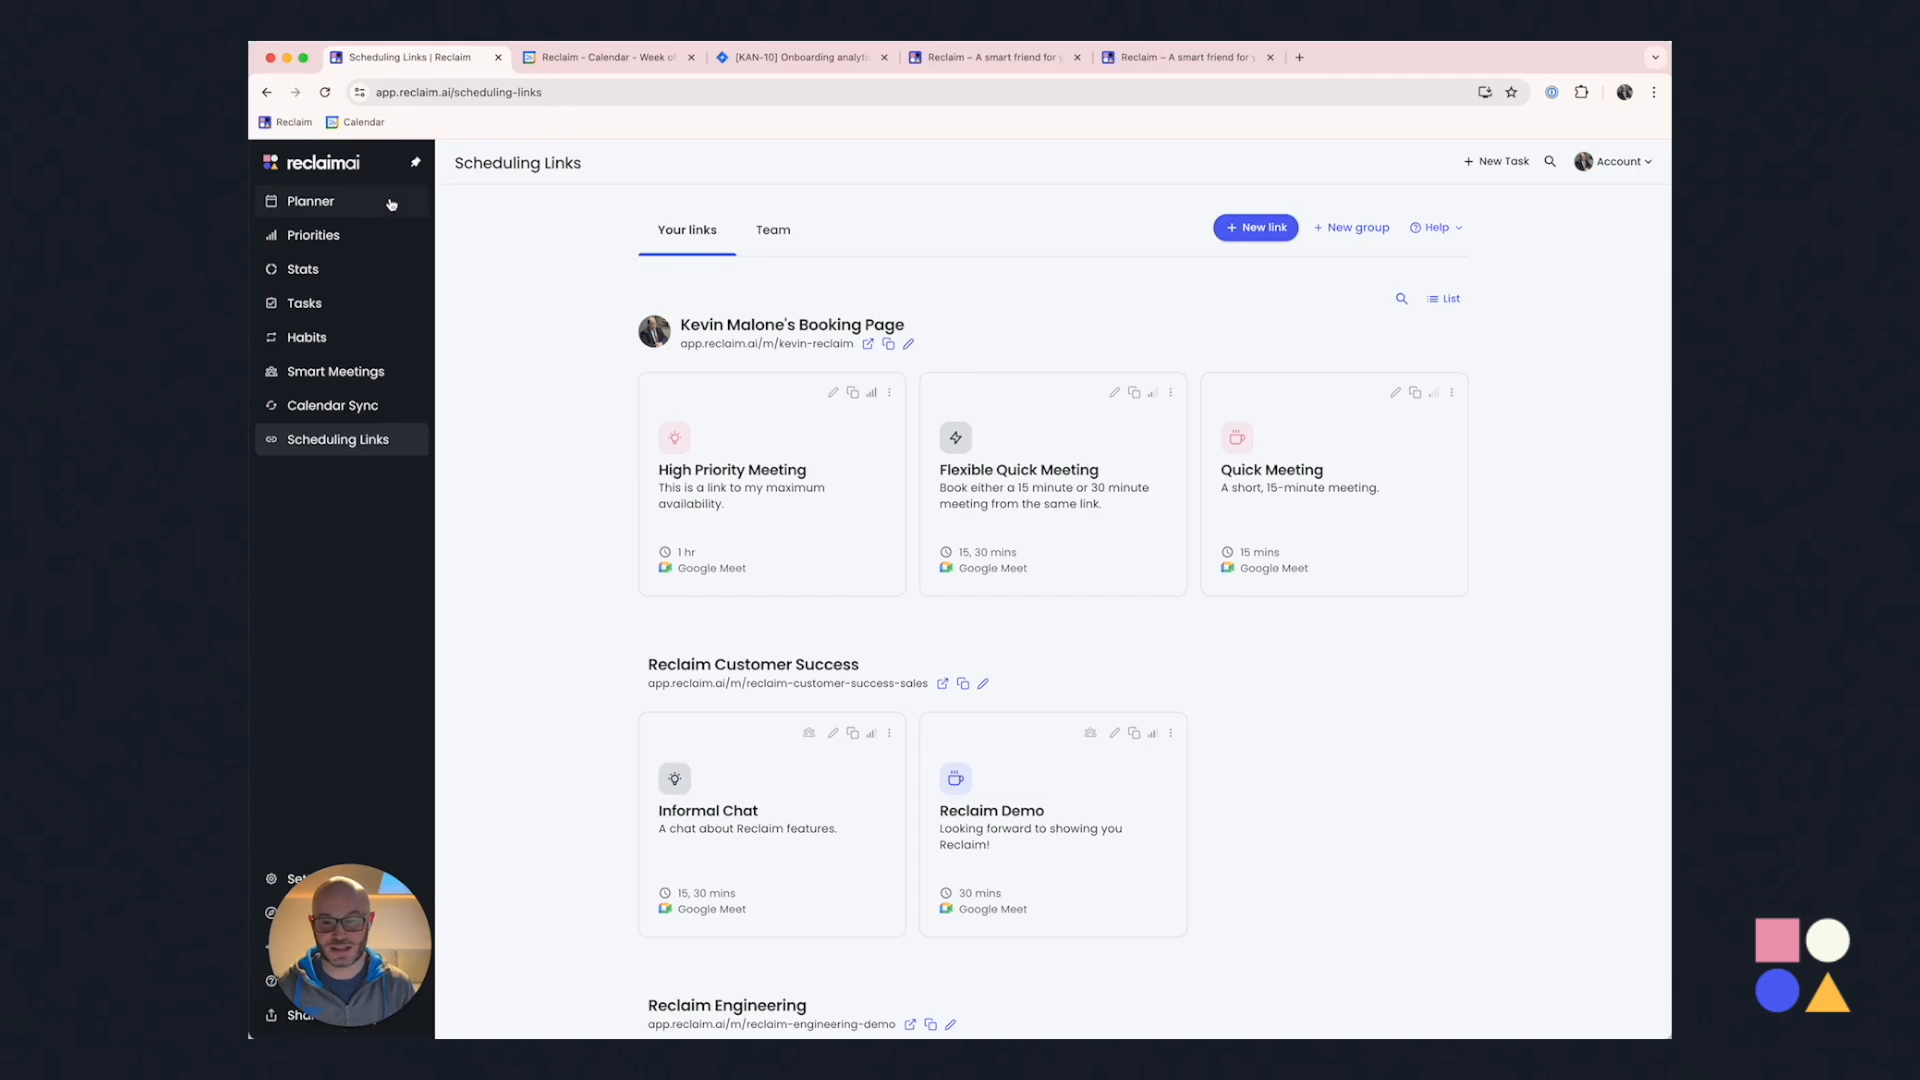 Scheduling Links | Reclaim
Reclaim - Calendar - Week of
[KAN-10] Onboarding analyti
Reclaim – A smart friend for y
Reclaim – A smart friend for y
app.reclaim.ai/scheduling-links
Reclaim
Calendar
reclaimai
Planner
Priorities
Stats
Tasks
Habits
Smart Meetings
Calendar Sync
Scheduling Links
Scheduling Links
+ New Task
Account
Your links
Team
+ New link
+ New group
Help
List
Kevin Malone's Booking Page
app.reclaim.ai/m/kevin-reclaim
High Priority Meeting
This is a link to my maximum
availability.
1 hr
Google Meet
Flexible Quick Meeting
Book either a 15 minute or 30 minute
meeting from the same link.
15, 30 mins
Google Meet
Quick Meeting
A short, 15-minute meeting.
15 mins
Google Meet
Reclaim Customer Success
app.reclaim.ai/m/reclaim-customer-success-sales
Informal Chat
A chat about Reclaim features.
15, 30 mins
Google Meet
Reclaim Demo
Looking forward to showing you
Reclaim!
30 mins
Google Meet
Reclaim Engineering
app.reclaim.ai/m/reclaim-engineering-demo